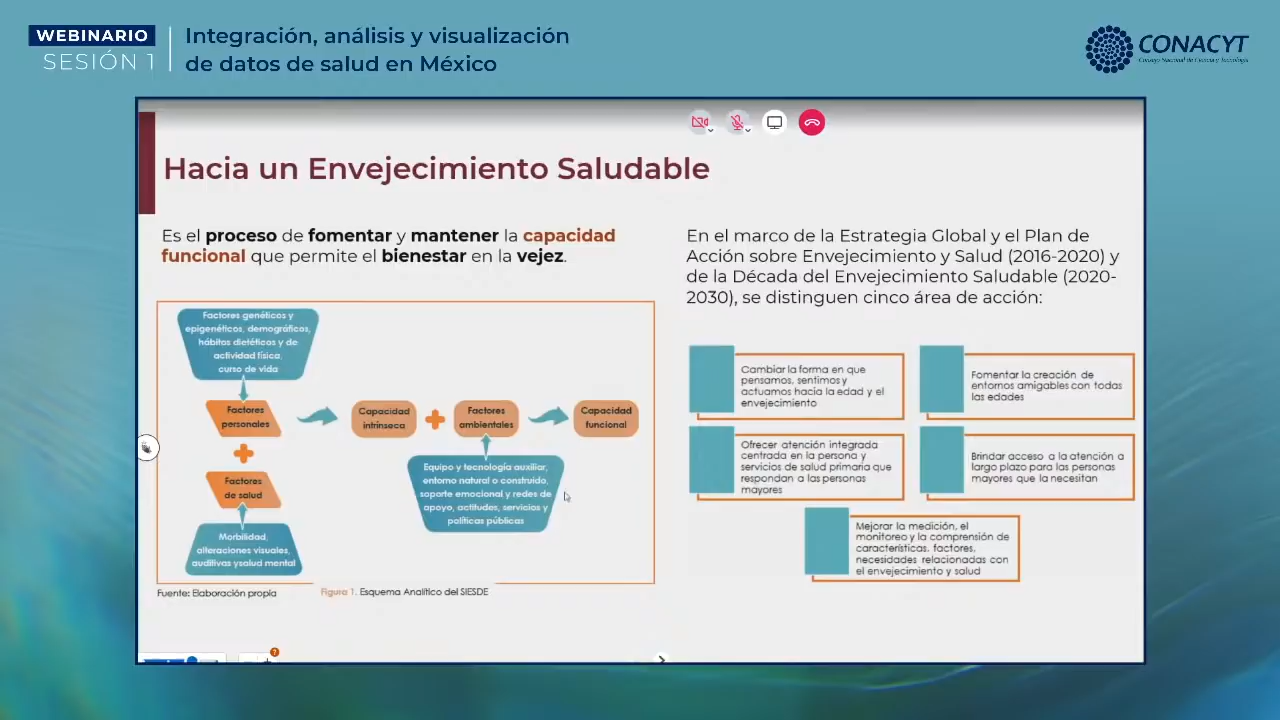 WEBINARIO
SESIÓN 1
Integración, análisis y visualización
de datos de salud en México
CONACYT
Consejo Nacional de Ciencia y Tecnología
Hacia un Envejecimiento Saludable
Es el proceso de fomentar y mantener la capacidad
funcional que permite el bienestar en la vejez.
Factores genéticos y
epigenéticos, demográficos,
hábitos dietéticos y de
actividad física,
curso de vida
Factores
personales
Factores
de salud
Morbilidad,
alteraciones visuales,
auditivas ysalud mental
Capacidad
intrínseca
Factores
ambientales
Capacidad
funcional
Equipo y tecnología auxiliar,
entorno natural o construido,
soporte emocional y redes de
apoyo, actitudes, servicios y
políticas públicas
Fuente: Elaboración propia
Figura 1. Esquema Analítico del SIESDE
En el marco de la Estrategia Global y el Plan de
Acción sobre Envejecimiento y Salud (2016-2020) y
de la Década del Envejecimiento Saludable (2020-
2030), se distinguen cinco área de acción:
Cambiar la forma en que
pensamos, sentimos y
actuamos hacia la edad y el
envejecimiento
Fomentar la creación de
entornos amigables con todas
las edades
Ofrecer atención integrada
centrada en la persona y
servicios de salud primaria que
respondan a las personas
mayores
Brindar acceso a la atención a
largo plazo para las personas
mayores que la necesitan
Mejorar la medición, el
monitoreo y la comprensión de
características, factores,
necesidades relacionadas con
el envejecimiento y salud